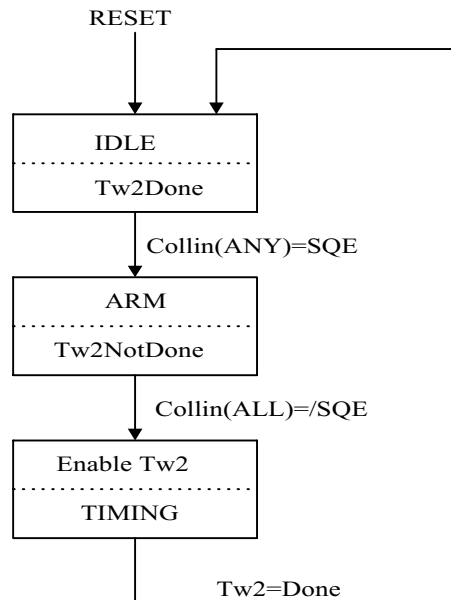 RESET
IDLE
Tw2Done
Collin(ANY)=SQE
ARM
Tw2NotDone
Collin(ALL)=/SQE
Enable Tw2
TIMING
Tw2=Done